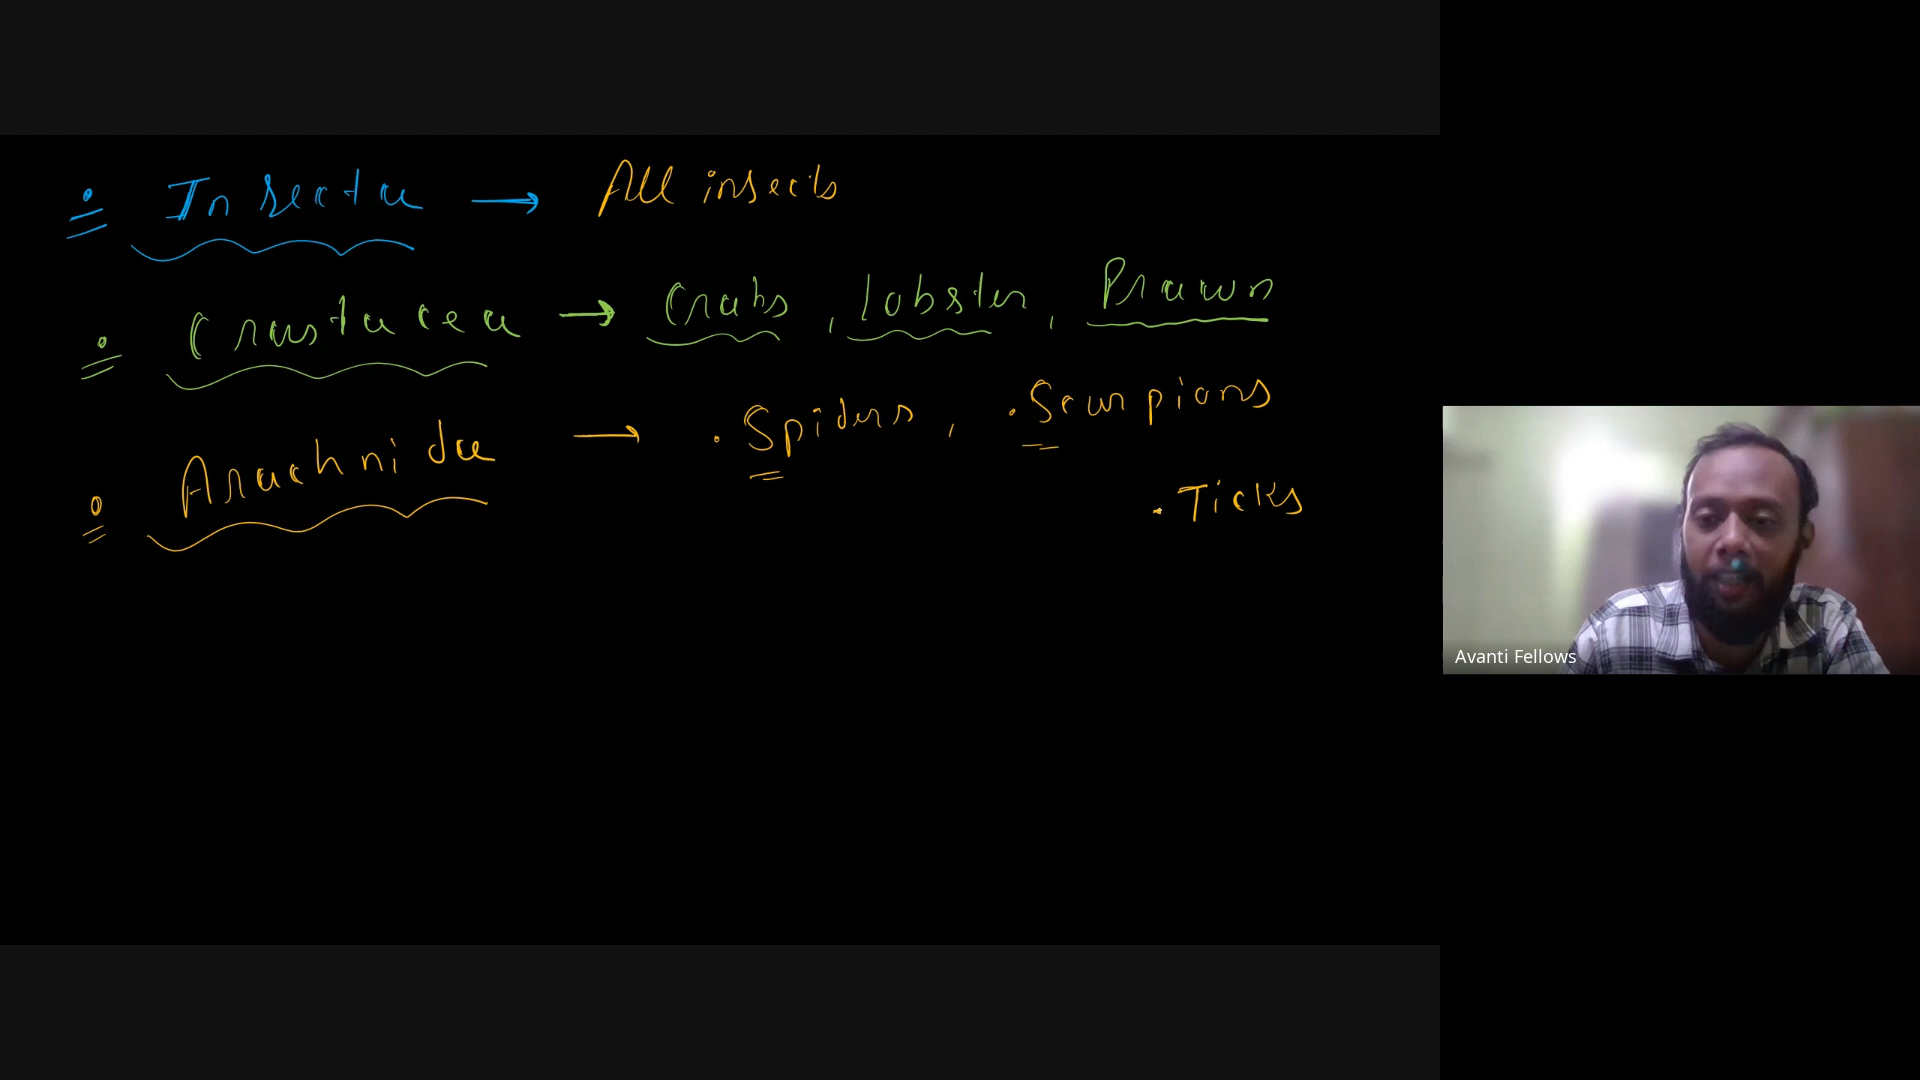 Insecta → All insects
Crustacea → Crabs, lobster, Prawn
Arachnida → • Spiders, • Scorpions
• Ticks
Avanti Fellows